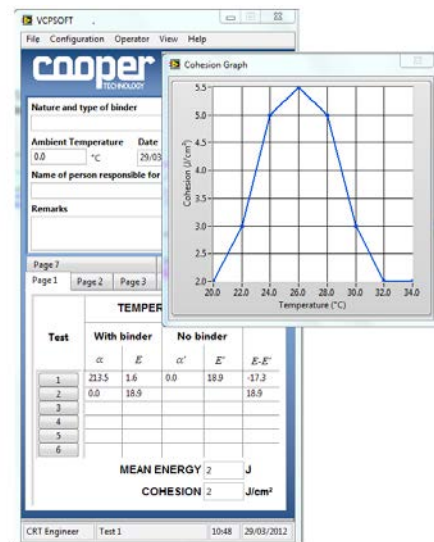 VCPSOFT .
File Configuration Operator View Help
cooper
TECHNOLOGY
Nature and type of binder
Ambient Temperature Date
0.0 °C 29/03
Name of person responsible for
Remarks
Page 7
Page 1 Page 2 Page 3
TEMPER
Test With binder No binder
α E α' E' E-E'
1 213.5 1.6 0.0 18.9 -17.3
2 0.0 18.9 18.9
3
4
5
6
MEAN ENERGY 2 J
COHESION 2 J/cm²
CRT Engineer Test 1 10:48 29/03/2012
Cohesion Graph
Cohesion (J/cm²)
5.5
5.0
4.5
4.0
3.5
3.0
2.5
2.0
20.0 22.0 24.0 26.0 28.0 30.0 32.0 34.0
Temperature (°C)